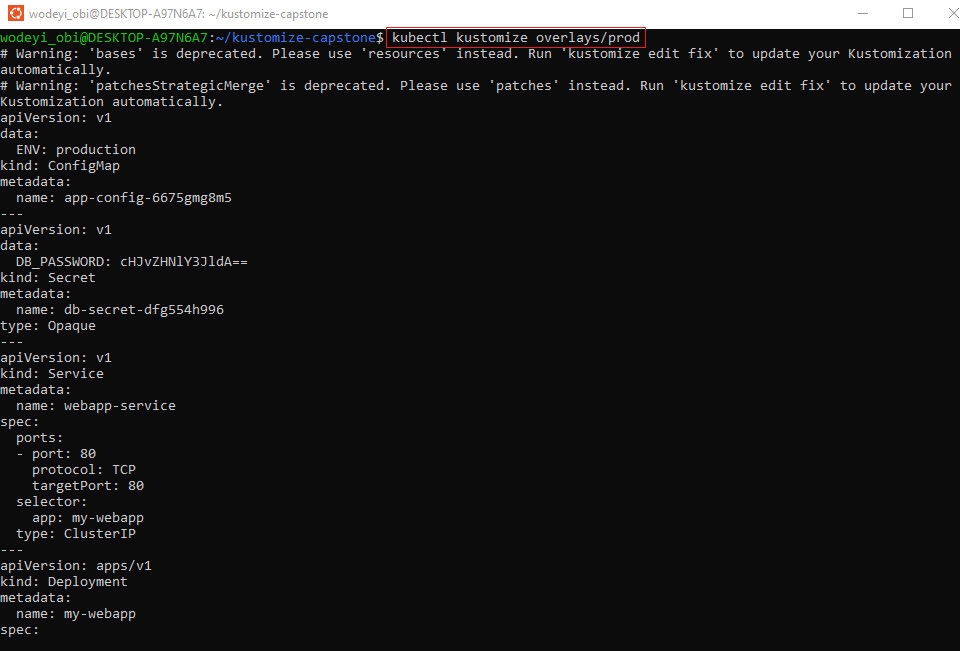 wodeyi_obi@DESKTOP-A97N6A7: ~/kustomize-capstone
wodeyi_obi@DESKTOP-A97N6A7:~/kustomize-capstone$ kubectl kustomize overlays/prod
# Warning: 'bases' is deprecated. Please use 'resources' instead. Run 'kustomize edit fix' to update your Kustomization
automatically.
# Warning: 'patchesStrategicMerge' is deprecated. Please use 'patches' instead. Run 'kustomize edit fix' to update your
Kustomization automatically.
apiVersion: v1
data:
  ENV: production
kind: ConfigMap
metadata:
  name: app-config-6675gmg8m5
---
apiVersion: v1
data:
  DB_PASSWORD: cHJvZHNlY3JldA==
kind: Secret
metadata:
  name: db-secret-dfg554h996
type: Opaque
---
apiVersion: v1
kind: Service
metadata:
  name: webapp-service
spec:
  ports:
  - port: 80
    protocol: TCP
    targetPort: 80
  selector:
    app: my-webapp
  type: ClusterIP
---
apiVersion: apps/v1
kind: Deployment
metadata:
  name: my-webapp
spec: